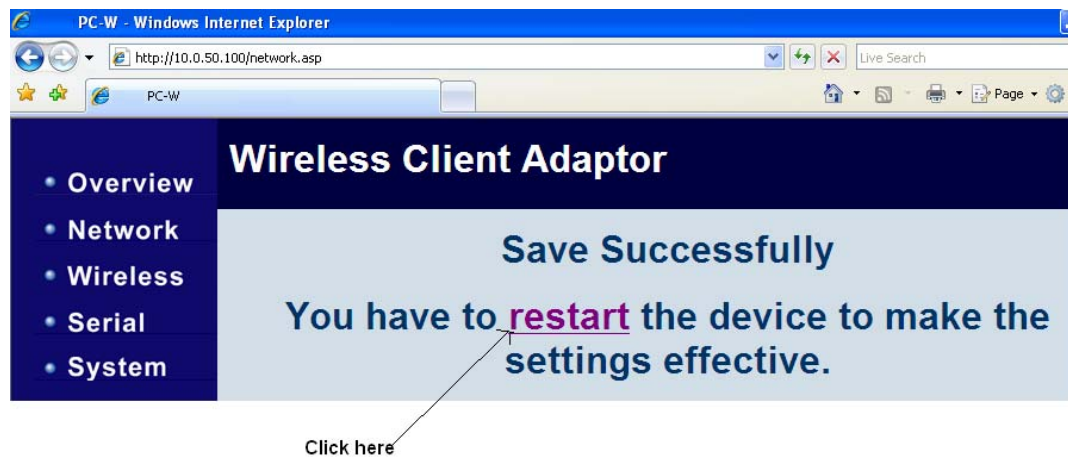 PC-W - Windows Internet Explorer
http://10.0.50.100/network.asp
Live Search
PC-W
Page
Wireless Client Adaptor
Overview
Network
Wireless
Serial
System
Save Successfully
You have to restart the device to make the
settings effective.
Click here